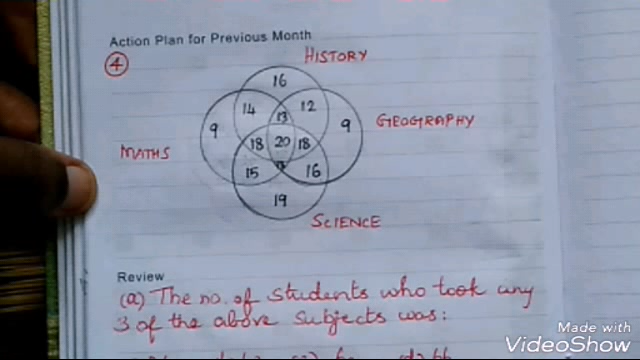 Action Plan for Previous Month
4
HISTORY
16
14 12
13
9 9
GEOGRAPHY
MATHS
18 20 18
15 16
19
SCIENCE
Review
(a) The no. of students who took any
3 of the above subjects was:
Made with
VideoShow